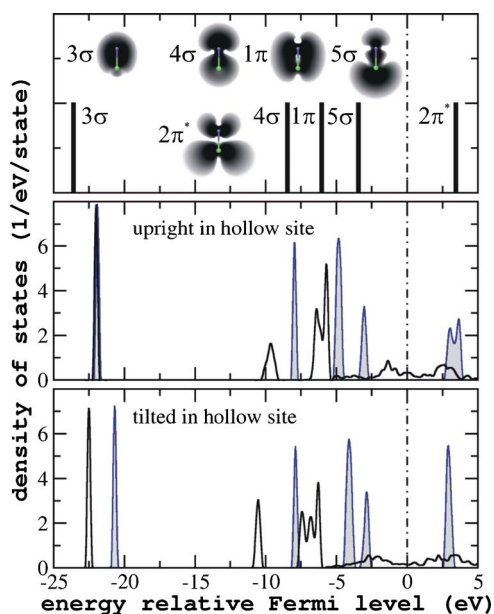 3σ 4σ 1π 5σ
3σ 2π* 4σ 1π 5σ 2π*
density of states (1/eV/state)
upright in hollow site
6
4
2
0
tilted in hollow site
6
4
2
0
-25 -20 -15 -10 -5 0 5
energy relative Fermi level (eV)